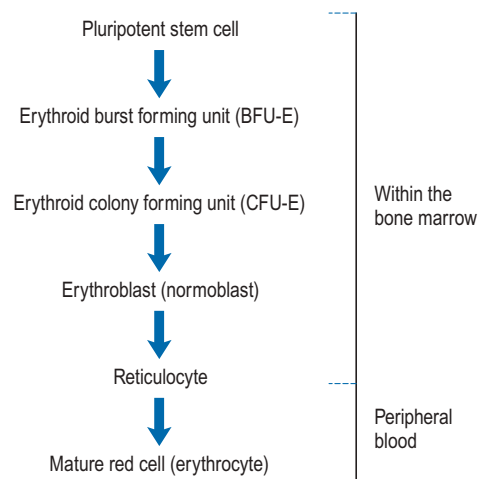 Pluripotent stem cell
Erythroid burst forming unit (BFU-E)
Erythroid colony forming unit (CFU-E)
Within the
bone marrow
Erythroblast (normoblast)
Reticulocyte
Peripheral
blood
Mature red cell (erythrocyte)